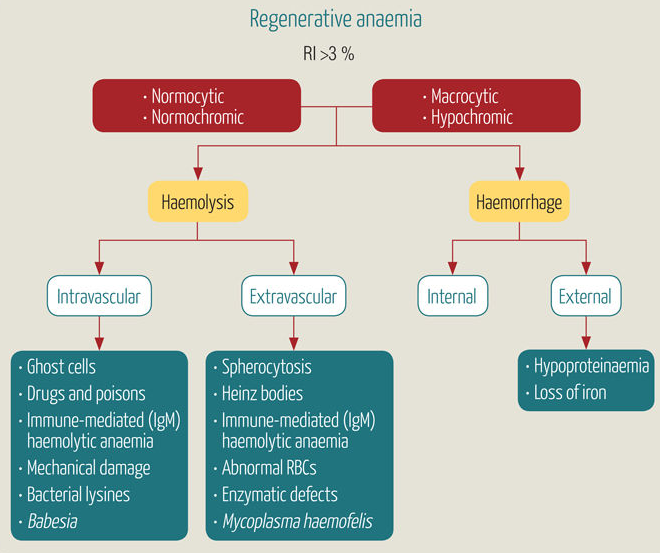 Regenerative anaemia
RI >3 %
· Normocytic
· Normochromic
· Macrocytic
· Hypochromic
Haemolysis
Haemorrhage
Intravascular
Extravascular
Internal
External
· Ghost cells
· Drugs and poisons
· Immune-mediated (IgM)
haemolytic anaemia
· Mechanical damage
· Bacterial lysines
· Babesia
· Spherocytosis
· Heinz bodies
· Immune-mediated (IgM)
haemolytic anaemia
· Abnormal RBCs
· Enzymatic defects
· Mycoplasma haemofelis
· Hypoproteinaemia
· Loss of iron